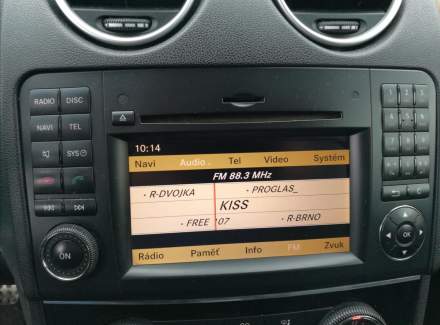 RADIO DISC
NAVI TEL
SYS
ON
10:14
Navi Audio Tel Video Systém
FM 88.3 MHz
R-DVOJKA PROGLAS_
KISS
FREE 107 R-BRNO
Rádio Paměť Info FM Zvuk
OK